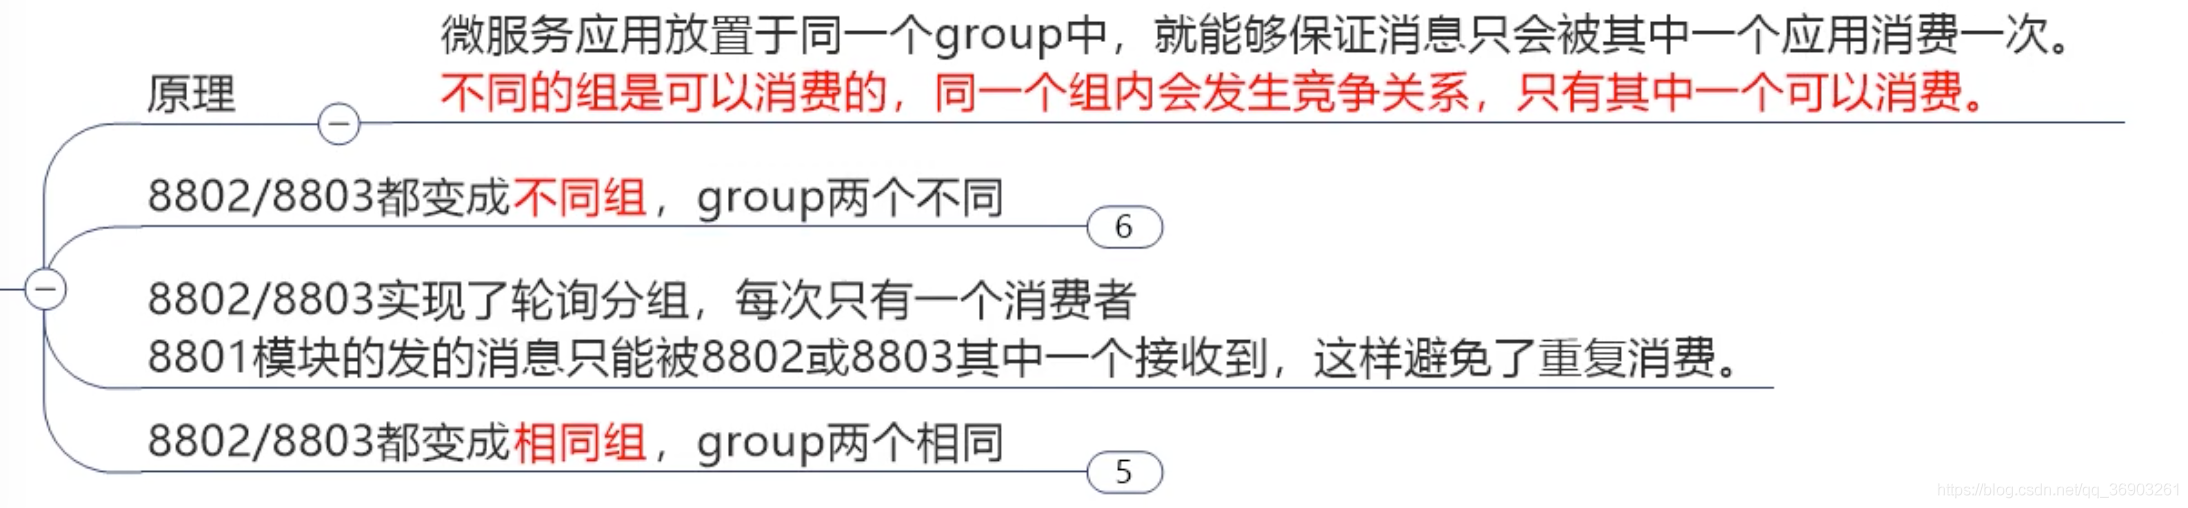 微服务应用放置于同一个group中，就能够保证消息只会被其中一个应用消费一次。
原理
不同的组是可以消费的，同一个组内会发生竞争关系，只有其中一个可以消费。
8802/8803都变成不同组，group两个不同
6
8802/8803实现了轮询分组，每次只有一个消费者
8801模块的发的消息只能被8802或8803其中一个接收到，这样避免了重复消费。
8802/8803都变成相同组，group两个相同
5
https://blog.csdn.net/qq_36903261